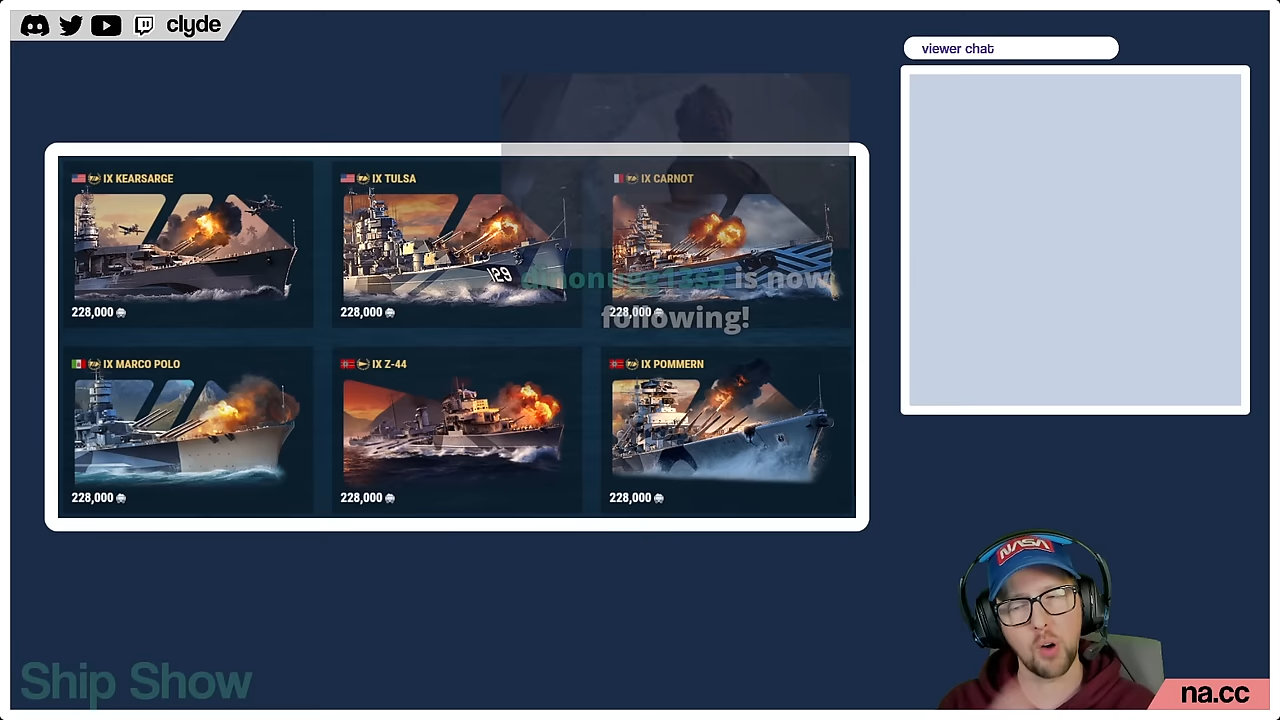 clyde
viewer chat
IX KEARSARGE
IX TULSA
IX CARNOT
129
228,000
228,000
228,000
is now
following!
IX MARCO POLO
IX Z-44
IX POMMERN
228,000
228,000
228,000
NASA
Ship Show
na.cc